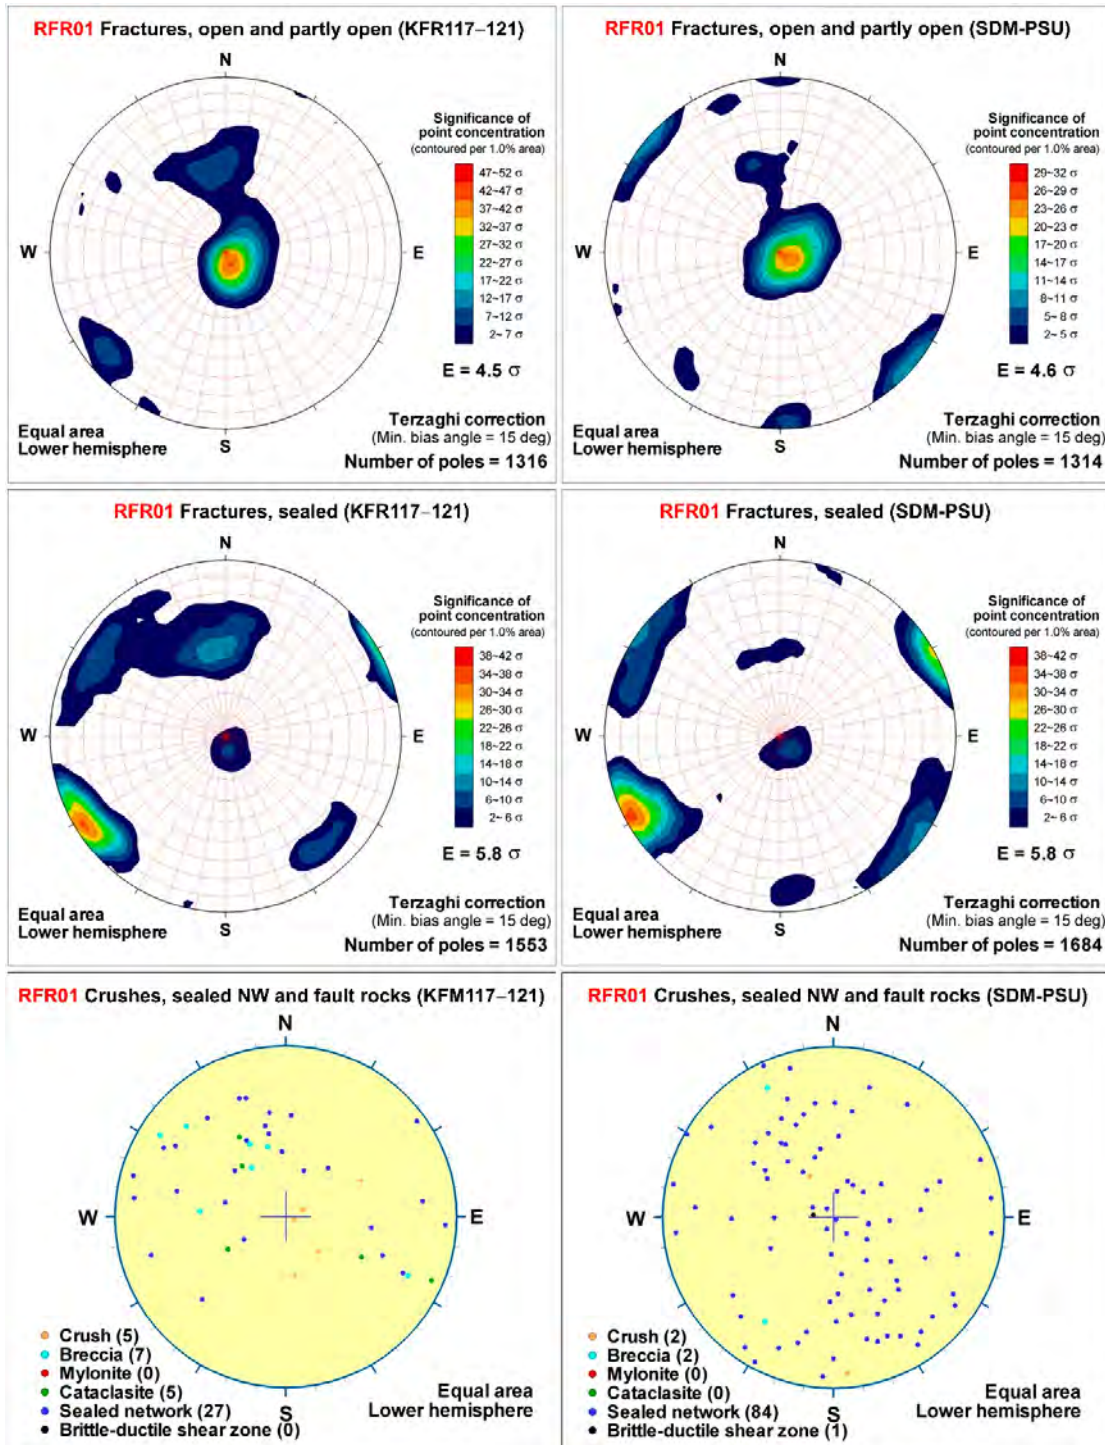 RFR01 Fractures, open and partly open (KFR117–121)
N
W
E
S
Significance of
point concentration
(contoured per 1.0% area)
47~52 σ
42~47 σ
37~42 σ
32~37 σ
27~32 σ
22~27 σ
17~22 σ
12~17 σ
7~12 σ
2~ 7 σ
E = 4.5 σ
Equal area
Lower hemisphere
Terzaghi correction
(Min. bias angle = 15 deg)
Number of poles = 1316
RFR01 Fractures, open and partly open (SDM-PSU)
N
W
E
S
Significance of
point concentration
(contoured per 1.0% area)
29~32 σ
26~29 σ
23~26 σ
20~23 σ
17~20 σ
14~17 σ
11~14 σ
8~11 σ
5~ 8 σ
2~ 5 σ
E = 4.6 σ
Equal area
Lower hemisphere
Terzaghi correction
(Min. bias angle = 15 deg)
Number of poles = 1314
RFR01 Fractures, sealed (KFR117–121)
N
W
E
S
Significance of
point concentration
(contoured per 1.0% area)
38~42 σ
34~38 σ
30~34 σ
26~30 σ
22~26 σ
18~22 σ
14~18 σ
10~14 σ
6~10 σ
2~ 6 σ
E = 5.8 σ
Equal area
Lower hemisphere
Terzaghi correction
(Min. bias angle = 15 deg)
Number of poles = 1553
RFR01 Fractures, sealed (SDM-PSU)
N
W
E
S
Significance of
point concentration
(contoured per 1.0% area)
38~42 σ
34~38 σ
30~34 σ
26~30 σ
22~26 σ
18~22 σ
14~18 σ
10~14 σ
6~10 σ
2~ 6 σ
E = 5.8 σ
Equal area
Lower hemisphere
Terzaghi correction
(Min. bias angle = 15 deg)
Number of poles = 1684
RFR01 Crushes, sealed NW and fault rocks (KFM117–121)
N
W
E
S
Crush (5)
Breccia (7)
Mylonite (0)
Cataclasite (5)
Sealed network (27)
Brittle-ductile shear zone (0)
Equal area
Lower hemisphere
RFR01 Crushes, sealed NW and fault rocks (SDM-PSU)
N
W
E
S
Crush (2)
Breccia (2)
Mylonite (0)
Cataclasite (0)
Sealed network (84)
Brittle-ductile shear zone (1)
Equal area
Lower hemisphere